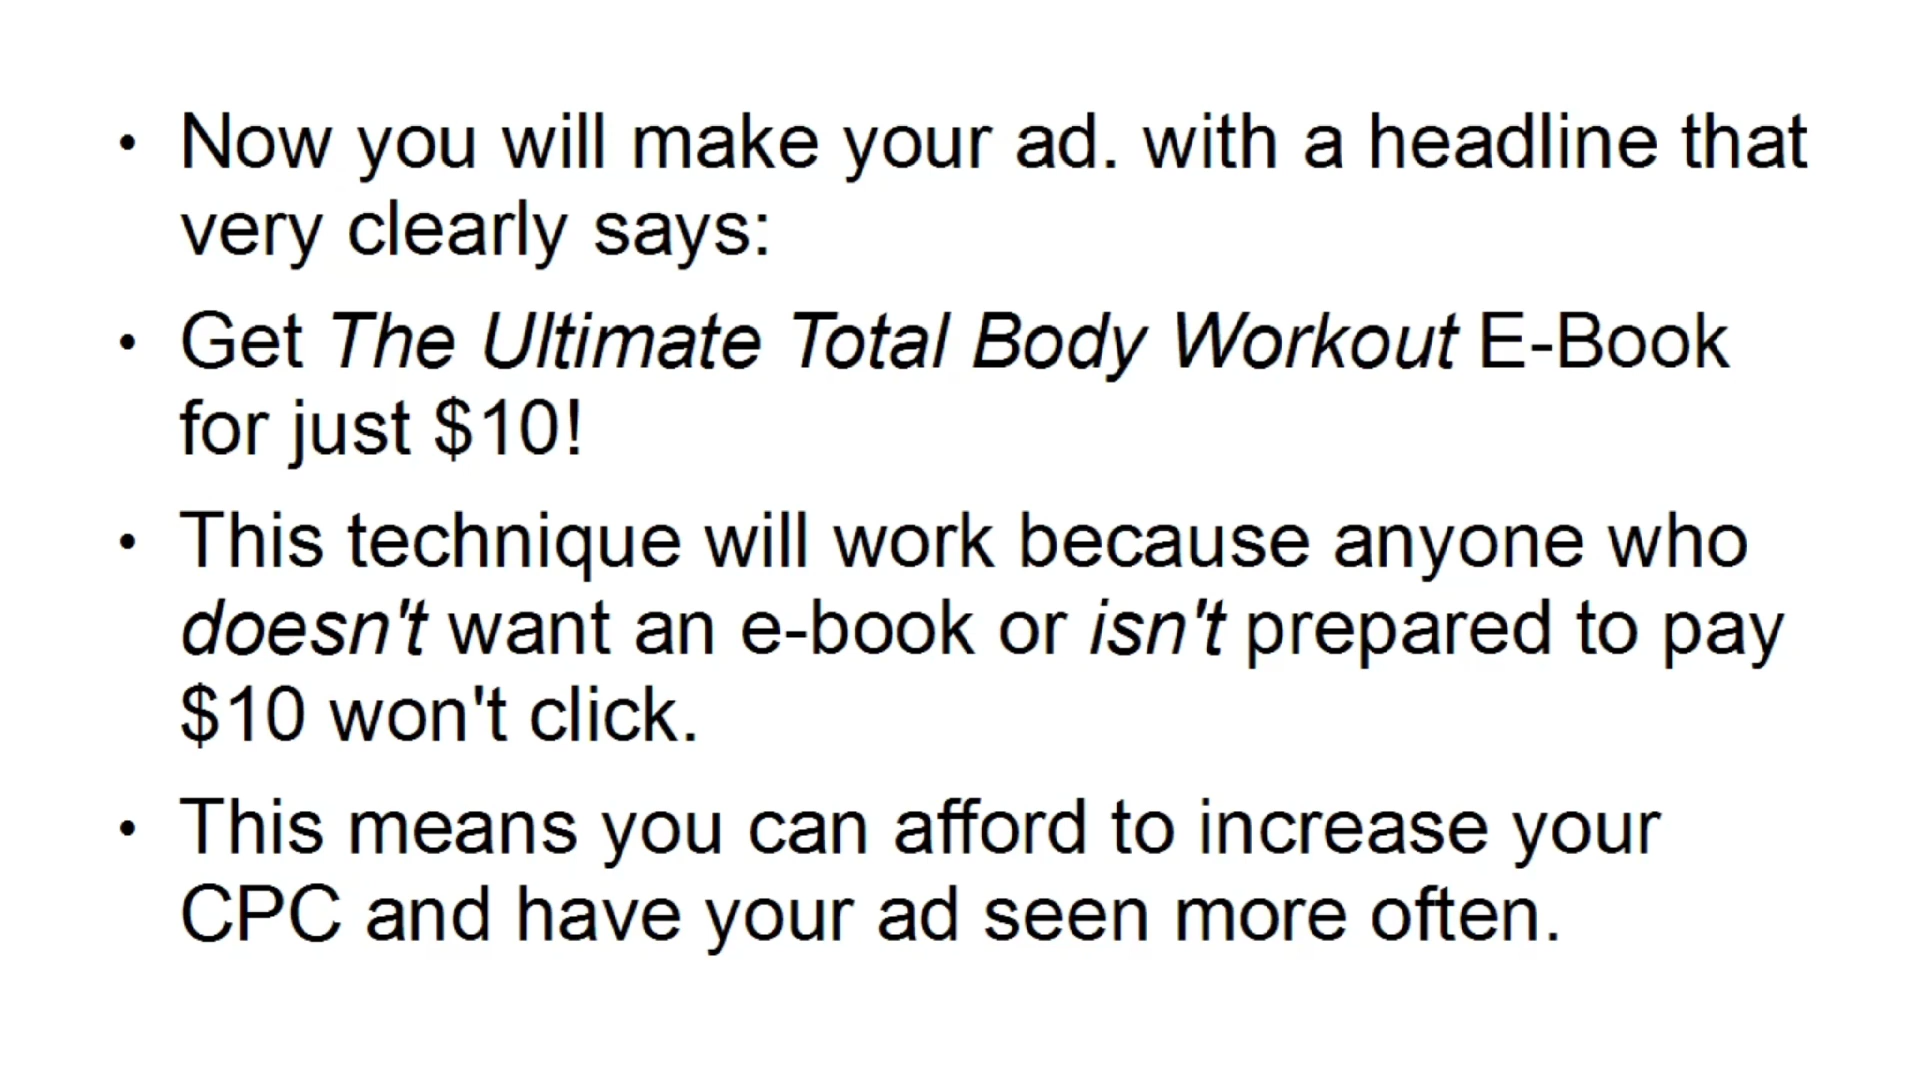 • Now you will make your ad. with a headline that
very clearly says:
• Get The Ultimate Total Body Workout E-Book
for just $10!
• This technique will work because anyone who
doesn't want an e-book or isn't prepared to pay
$10 won't click.
• This means you can afford to increase your
CPC and have your ad seen more often.